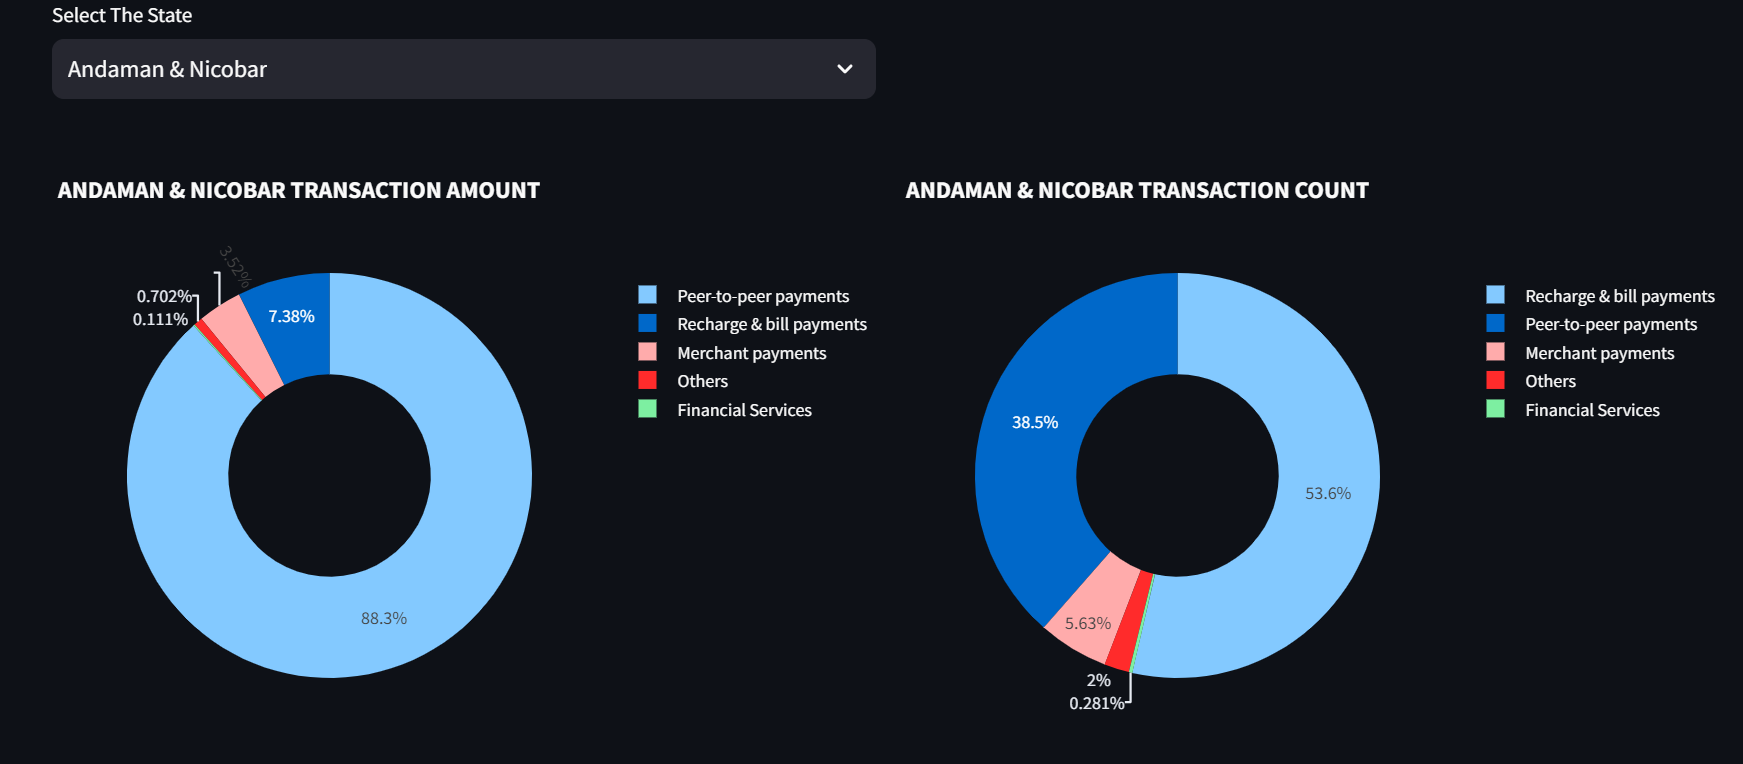 Select The State
Andaman & Nicobar
ANDAMAN & NICOBAR TRANSACTION AMOUNT
3.52%
0.702%
0.111%
7.38%
88.3%
Peer-to-peer payments
Recharge & bill payments
Merchant payments
Others
Financial Services
ANDAMAN & NICOBAR TRANSACTION COUNT
38.5%
53.6%
5.63%
2%
0.281%
Recharge & bill payments
Peer-to-peer payments
Merchant payments
Others
Financial Services